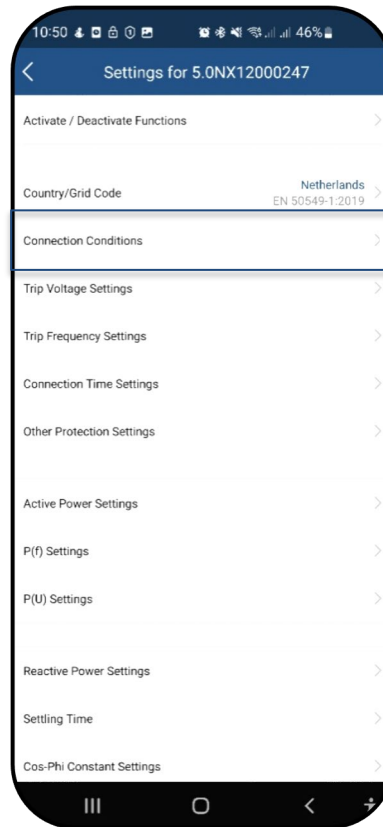 10:50 46%
Settings for 5.0NX12000247
Activate / Deactivate Functions
Country/Grid Code Netherlands
EN 50549-1:2019
Connection Conditions
Trip Voltage Settings
Trip Frequency Settings
Connection Time Settings
Other Protection Settings
Active Power Settings
P(f) Settings
P(U) Settings
Reactive Power Settings
Settling Time
Cos-Phi Constant Settings